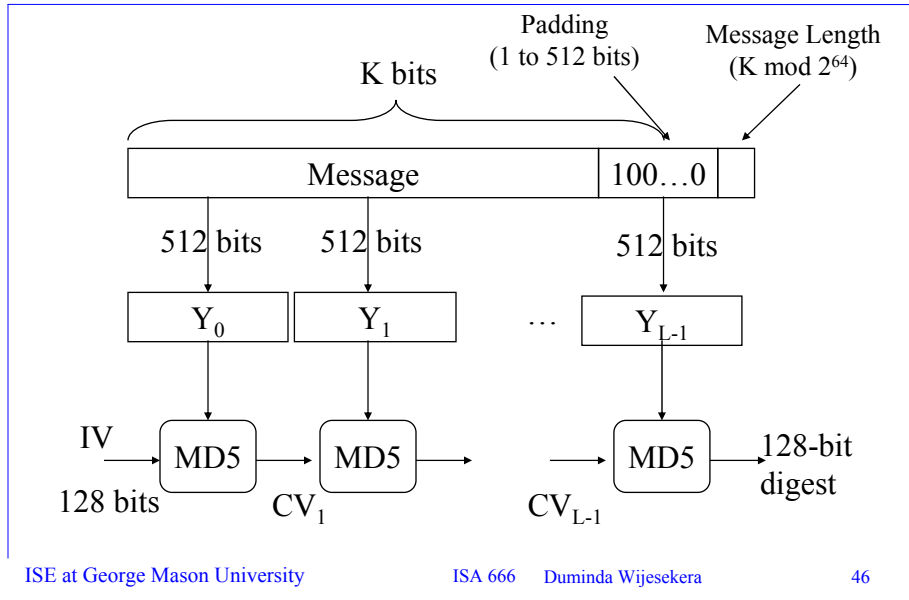 Padding
(1 to 512 bits)
Message Length
(K mod 2⁶⁴)
K bits
Message
100…0
512 bits
512 bits
512 bits
Y₀
Y₁
…
Y_L-1
IV
MD5
MD5
MD5
128-bit
digest
128 bits
CV₁
CV_L-1
ISE at George Mason University
ISA 666
Duminda Wijesekera
46